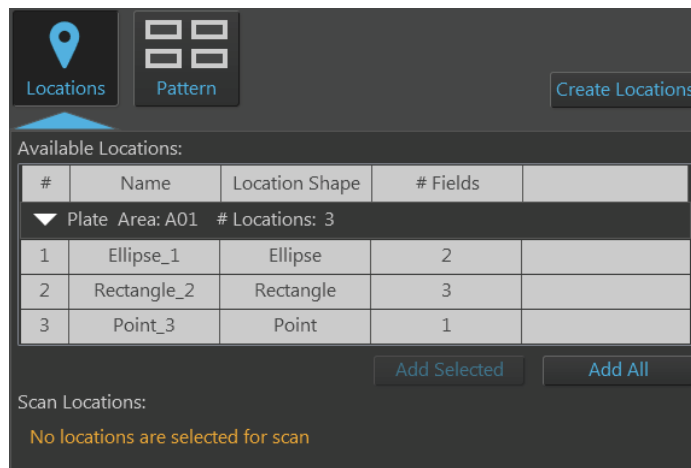 Locations Pattern
Create Locations
Available Locations:
# Name Location Shape # Fields
Plate Area: A01 # Locations: 3
1 Ellipse_1 Ellipse 2
2 Rectangle_2 Rectangle 3
3 Point_3 Point 1
Add Selected Add All
Scan Locations:
No locations are selected for scan